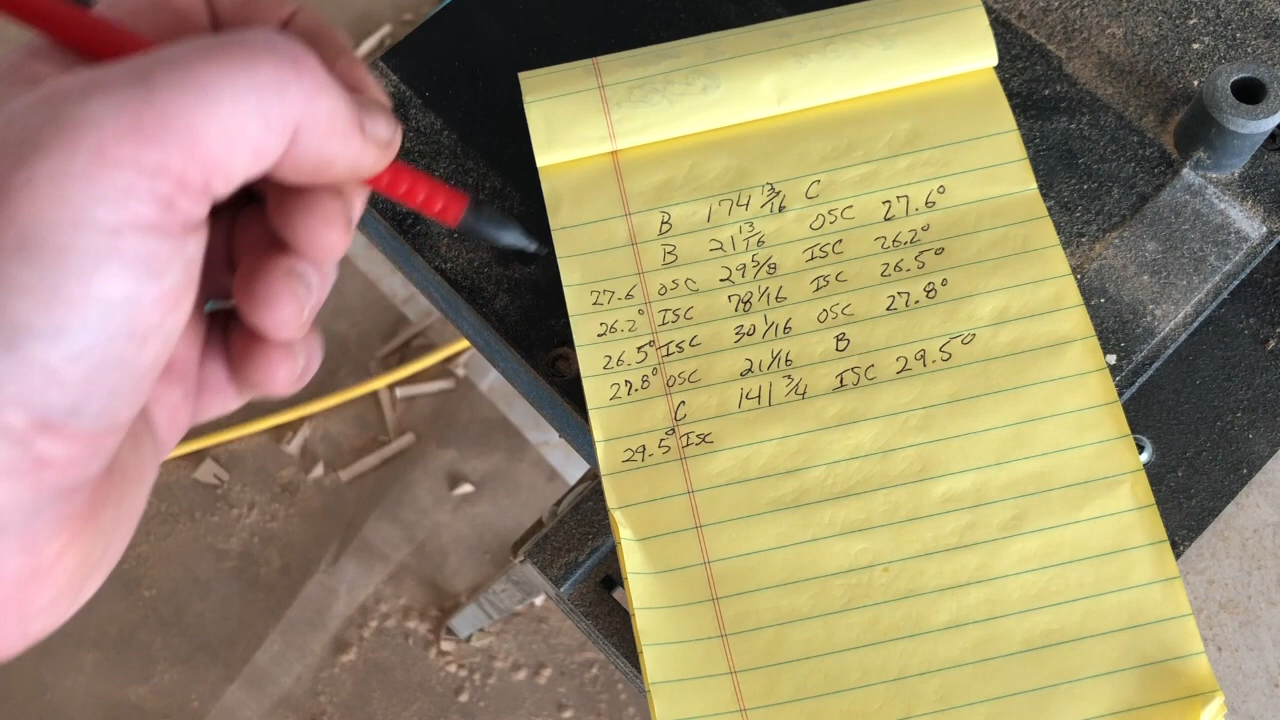 B 174 13/16 C
B 21 13/16 OSC 27.6°
27.6 OSC 29 5/8 ISC 26.2°
26.2° ISC 78 1/16 ISC 26.5°
26.5° ISC 30 1/16 OSC 27.8°
27.8° OSC 21 1/16 B
C 141 3/4 ISC 29.5°
29.5° ISC